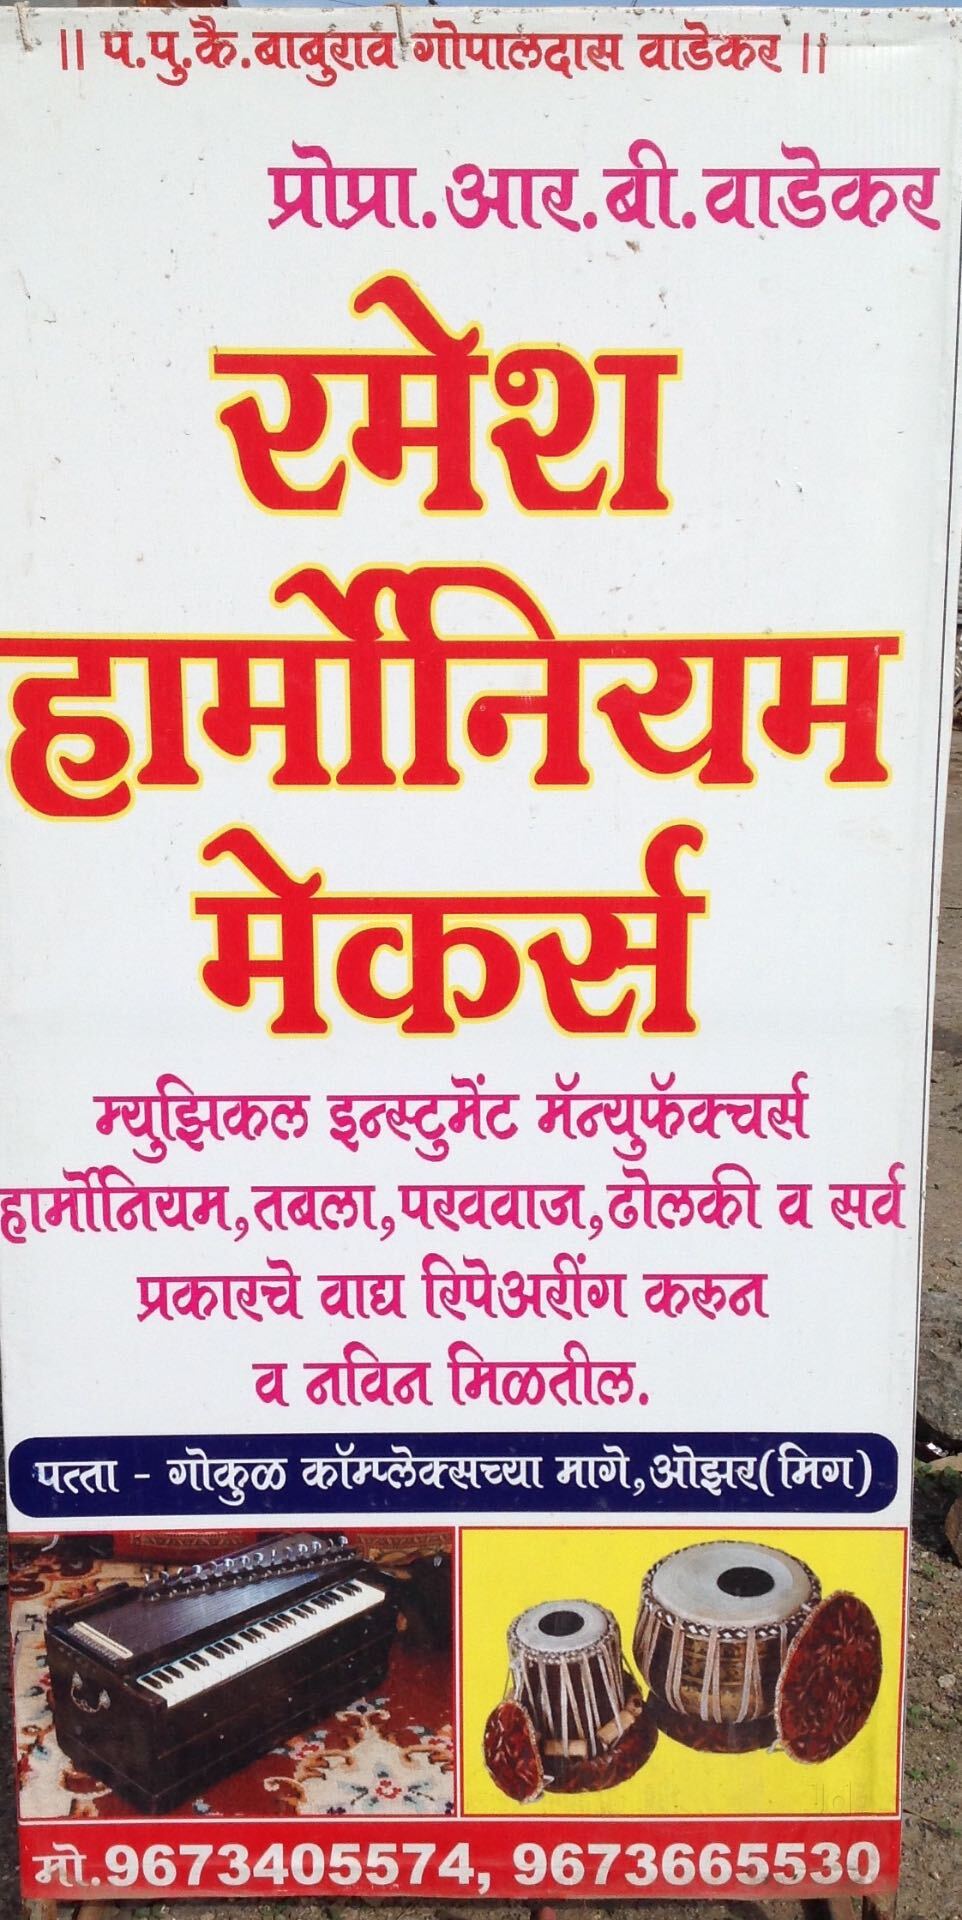 || प.पु.कै.बाबुराव गोपालदास वाडेकर ||
प्रोप्रा.आर.बी.वाडेकर
रमेश
हार्मोनियम
मेकर्स
म्युझिकल इन्स्टुमेंट मॅन्युफॅक्चर्स
हार्मोनियम,तबला,परववाज,ढोलकी व सर्व
प्रकारचे वाद्य रिपेअरींग करून
व नविन मिळतील.
पत्ता - गोकुळ कॉम्प्लेक्सच्या मागे,ओझर(मिग)
मो.9673405574, 9673665530